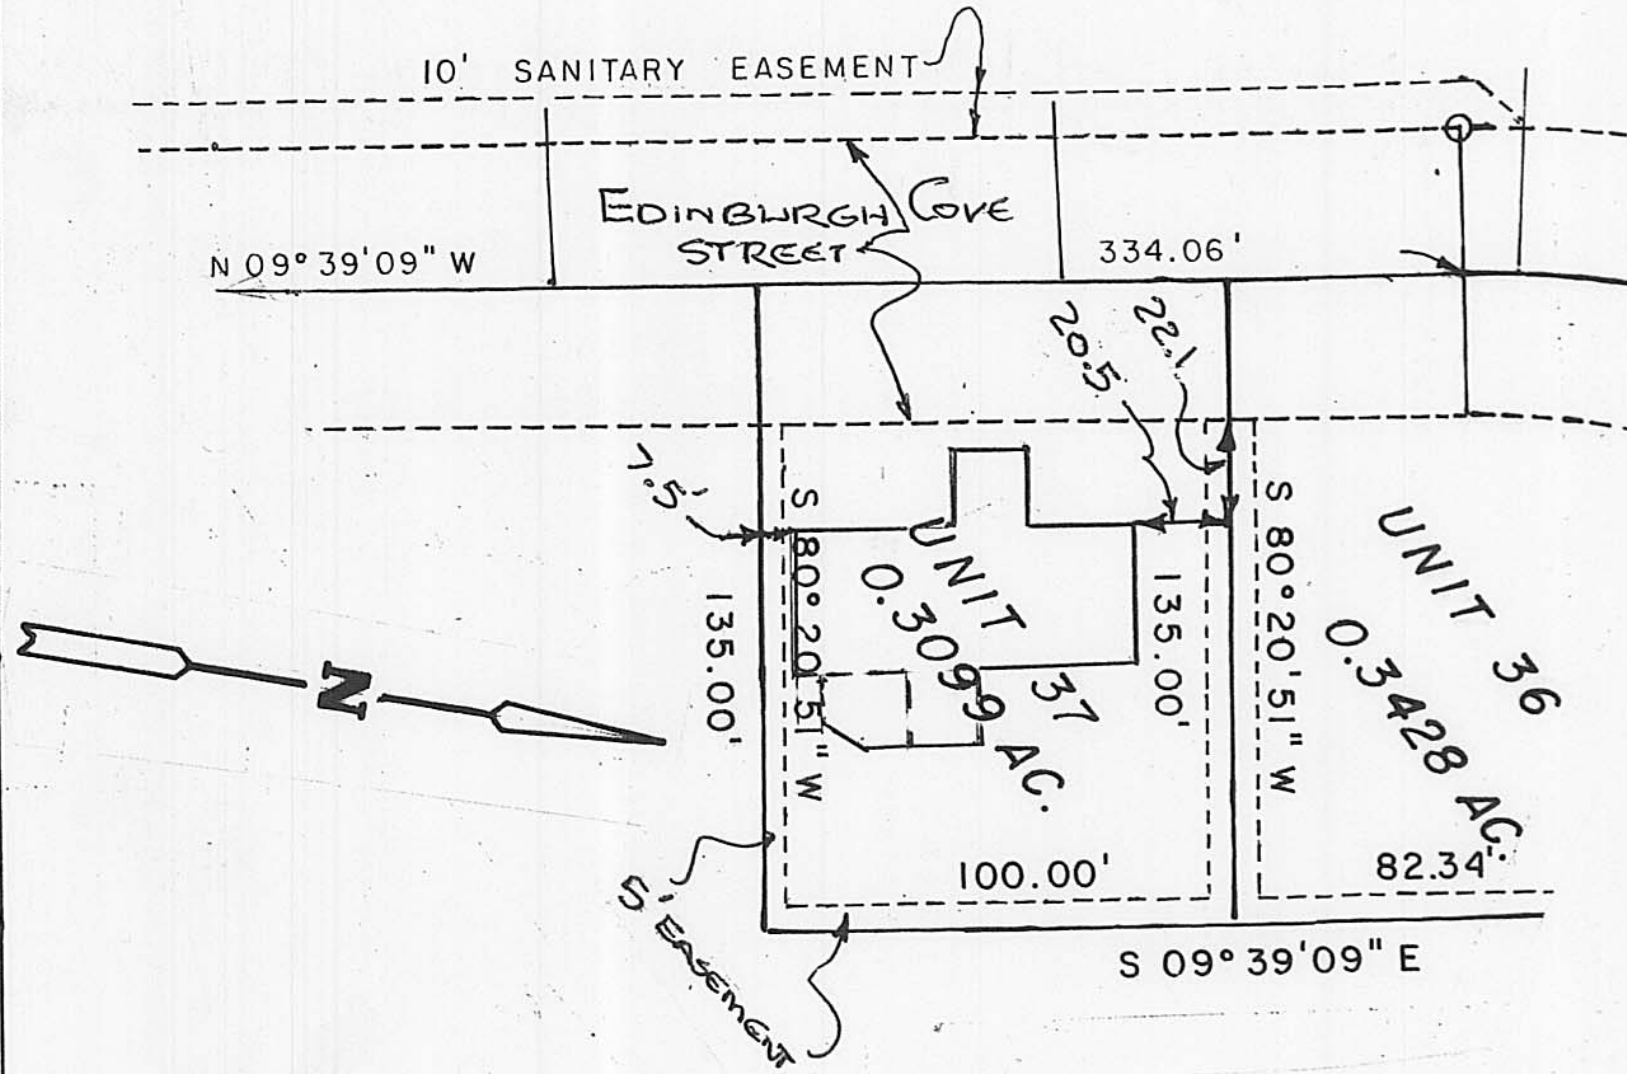 10' SANITARY EASEMENT
EDINBURGH COVE
STREET
N 09° 39' 09" W
334.06'
20.5
22.1
7.5'
S 80° 20' 51" W
135.00'
UNIT 37
0.3099 AC.
135.00'
S 80° 20' 51" W
UNIT 36
0.3428 AC.
N
100.00'
82.34'
5' EASEMENT
S 09° 39' 09" E